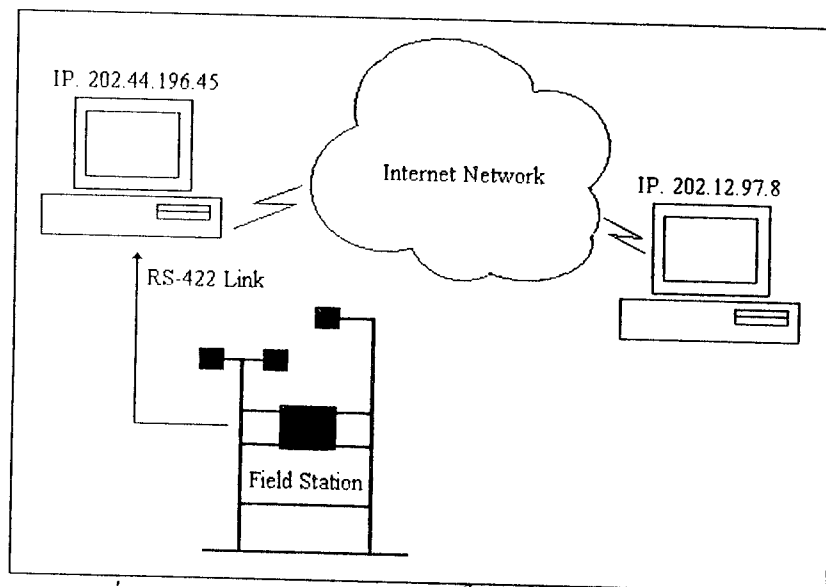 IP. 202.44.196.45
Internet Network
IP. 202.12.97.8
RS-422 Link
Field Station